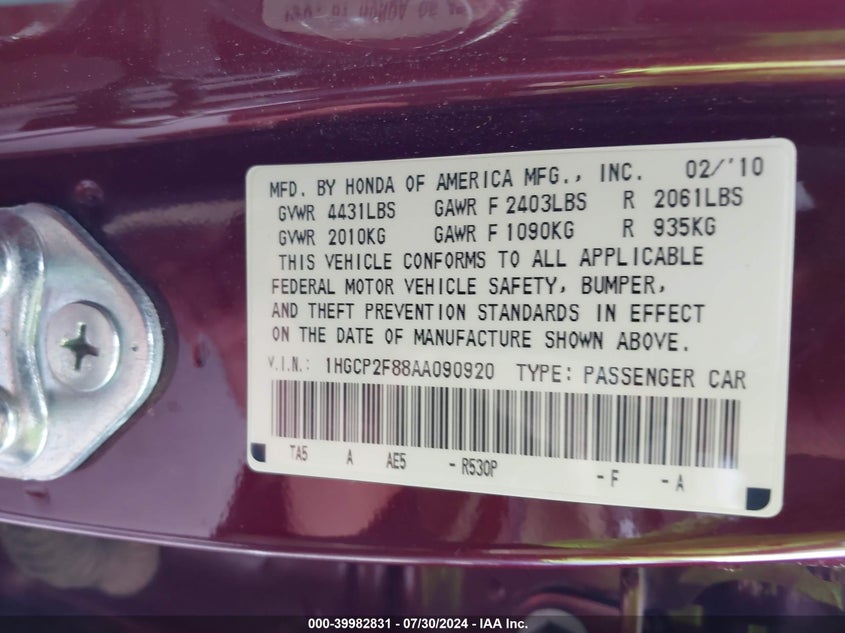 MFD. BY HONDA OF AMERICA MFG., INC. 02/'10
GVWR 4431LBS GAWR F 2403LBS R 2061LBS
GVWR 2010KG GAWR F 1090KG R 935KG
THIS VEHICLE CONFORMS TO ALL APPLICABLE
FEDERAL MOTOR VEHICLE SAFETY, BUMPER,
AND THEFT PREVENTION STANDARDS IN EFFECT
ON THE DATE OF MANUFACTURE SHOWN ABOVE.
V.I.N.: 1HGCP2F88AA090920 TYPE: PASSENGER CAR
TA5 A AE5 - R530P - F - A
000-39982831 - 07/30/2024 - IAA Inc.